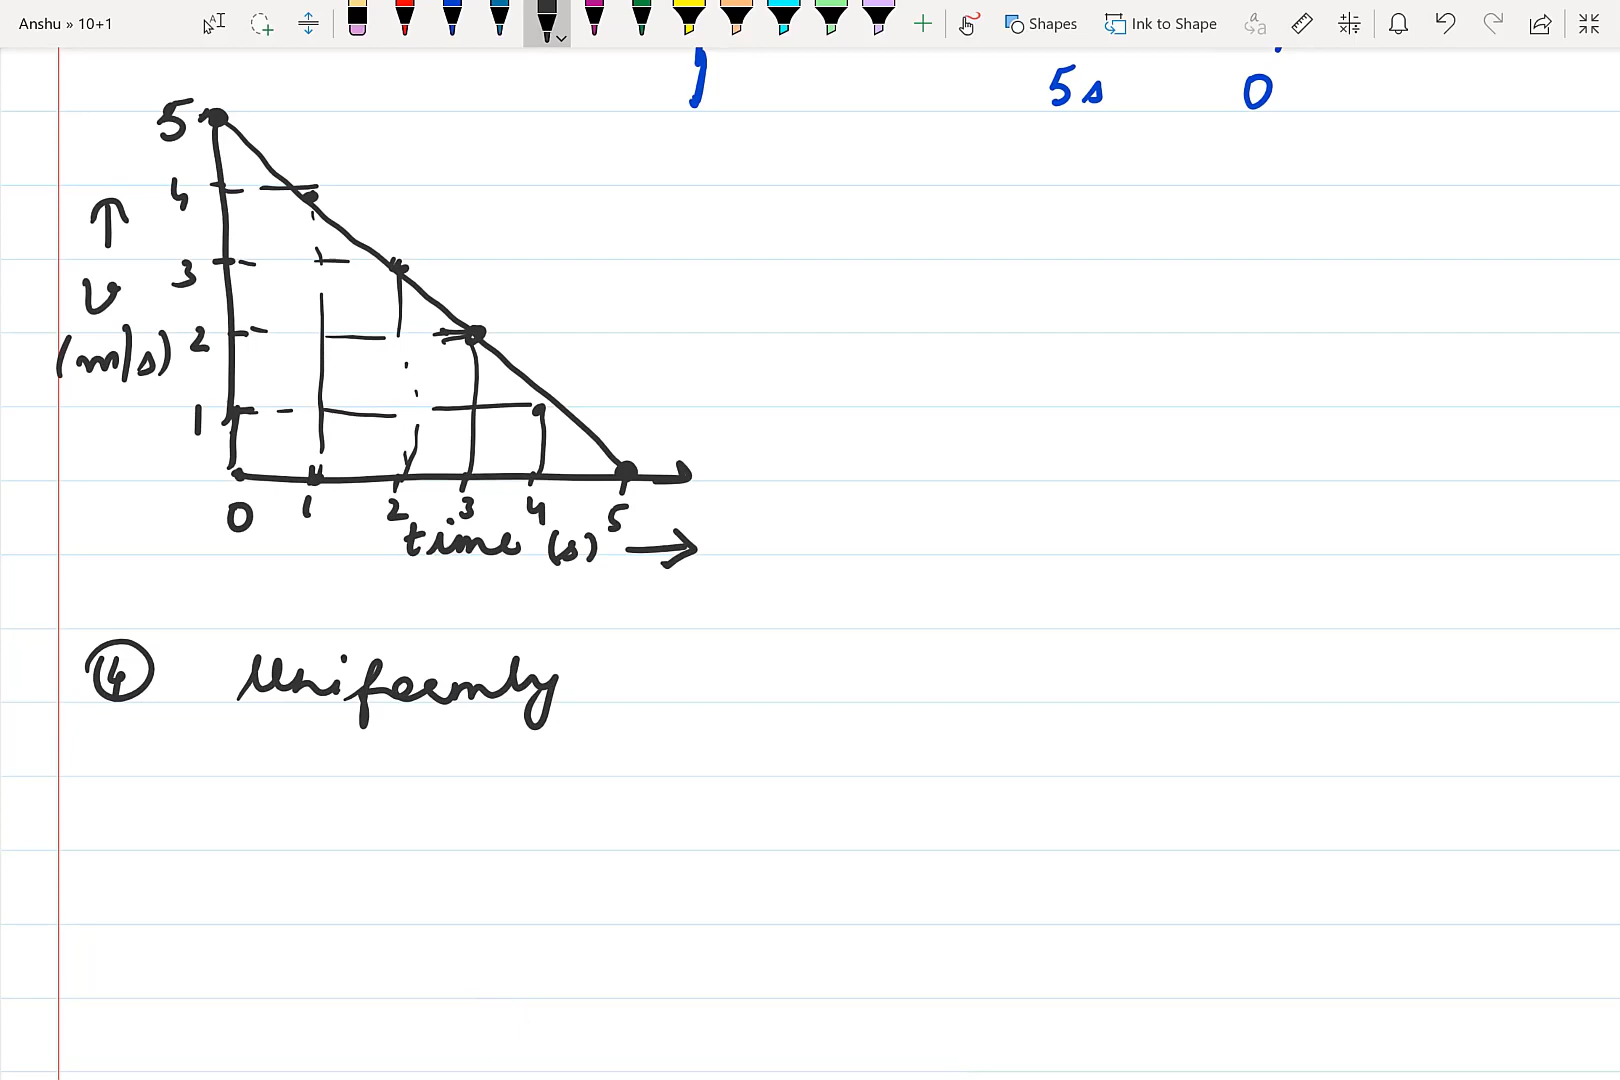 Anshu » 10+1
Shapes
Ink to Shape
5 s 0
5
4
3
v
(m/s)
2
1
0 1 2 3 4 5
time (s)
4 Uniformly